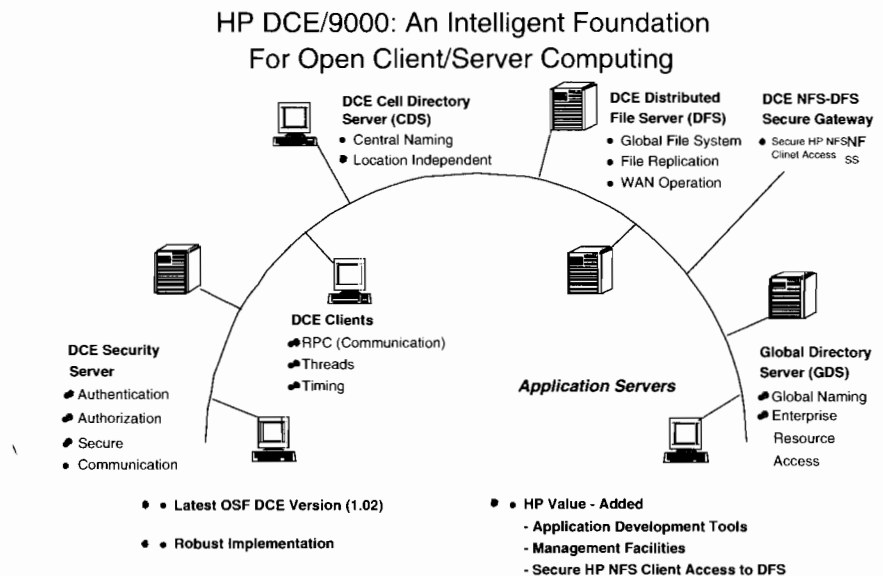 HP DCE/9000: An Intelligent Foundation
For Open Client/Server Computing
DCE Cell Directory
Server (CDS)
• Central Naming
• Location Independent
DCE Distributed
File Server (DFS)
• Global File System
• File Replication
• WAN Operation
DCE NFS-DFS
Secure Gateway
• Secure HP NFSNF
Clinet Access SS
DCE Clients
• RPC (Communication)
• Threads
• Timing
DCE Security
Server
• Authentication
• Authorization
• Secure
• Communication
Application Servers
Global Directory
Server (GDS)
• Global Naming
• Enterprise
Resource
Access
• • Latest OSF DCE Version (1.02)
• • Robust Implementation
• • HP Value - Added
- Application Development Tools
- Management Facilities
- Secure HP NFS Client Access to DFS